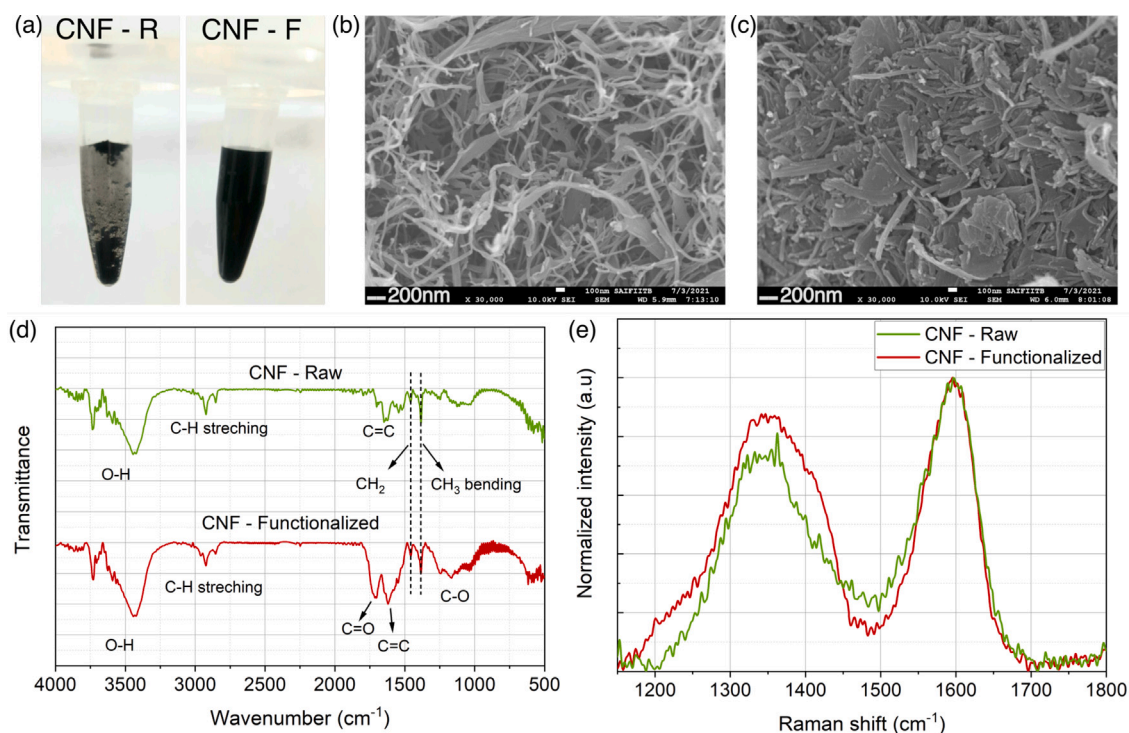 (a)
CNF - R
CNF - F
(b)
200nm
X 30,000
100nm SAIFIITB
7/3/2021
10.0kV SEI
SEM
WD 5.9mm
7:13:10
(c)
200nm
X 30,000
100nm SAIFIITB
7/3/2021
10.0kV SEI
SEM
WD 6.0mm
8:01:08
(d)
CNF - Raw
C-H streching
O-H
C=C
CH₂
CH₃ bending
CNF - Functionalized
C-H streching
O-H
C=O
C=C
C-O
Transmittance
4000 3500 3000 2500 2000 1500 1000 500
Wavenumber (cm⁻¹)
(e)
CNF - Raw
CNF - Functionalized
Normalized intensity (a.u)
1200 1300 1400 1500 1600 1700 1800
Raman shift (cm⁻¹)